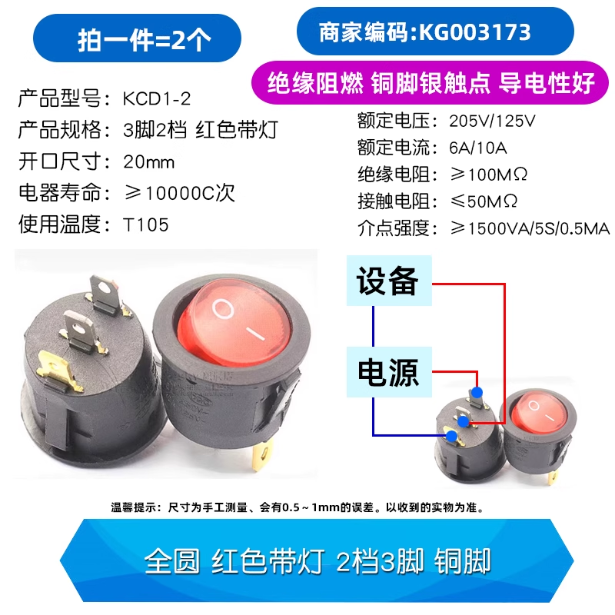 拍一件=2个
商家编码:KG003173
绝缘阻燃 铜脚银触点 导电性好
产品型号： KCD1-2
产品规格： 3脚2档 红色带灯
开口尺寸： 20mm
电器寿命： ≥10000C次
使用温度： T105
额定电压： 205V/125V
额定电流： 6A/10A
绝缘电阻： ≥100MΩ
接触电阻： ≤50MΩ
介点强度： ≥1500VA/5S/0.5MA
设备
电源
温馨提示：尺寸为手工测量、会有0.5～1mm的误差。以收到的实物为准。
全圆 红色带灯 2档3脚 铜脚